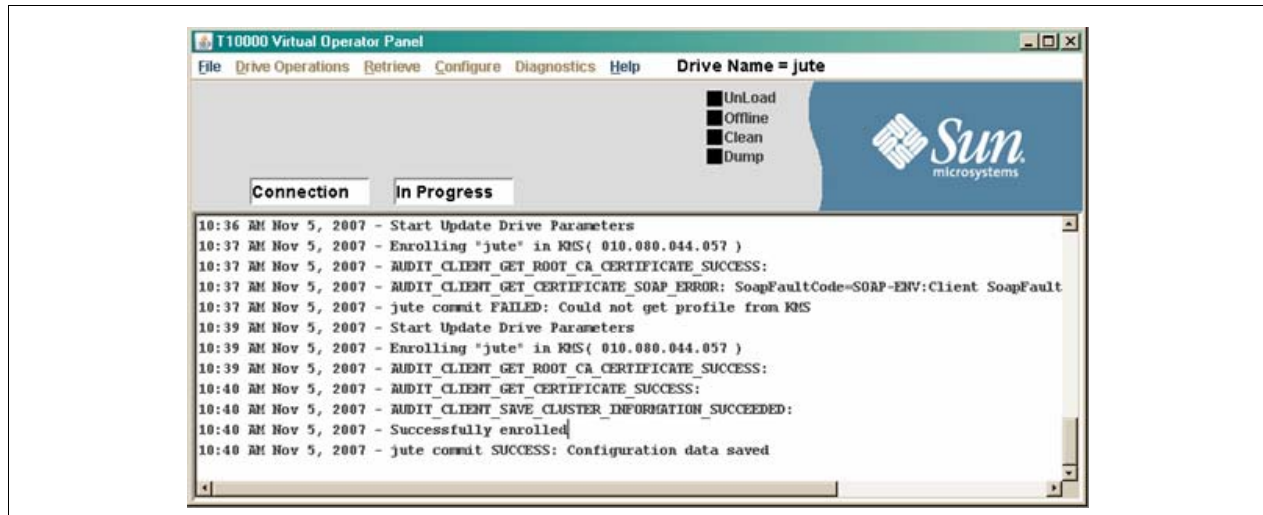 T10000 Virtual Operator Panel
File Drive Operations Retrieve Configure Diagnostics Help Drive Name = jute
UnLoad
Offline
Clean
Dump
Sun
microsystems
Connection In Progress
10:36 AM Nov 5, 2007 - Start Update Drive Parameters
10:37 AM Nov 5, 2007 - Enrolling "jute" in KMS( 010.080.044.057 )
10:37 AM Nov 5, 2007 - AUDIT_CLIENT_GET_ROOT_CA_CERTIFICATE_SUCCESS:
10:37 AM Nov 5, 2007 - AUDIT_CLIENT_GET_CERTIFICATE_SOAP_ERROR: SoapFaultCode=SOAP-ENV:Client SoapFault
10:37 AM Nov 5, 2007 - jute commit FAILED: Could not get profile from KMS
10:39 AM Nov 5, 2007 - Start Update Drive Parameters
10:39 AM Nov 5, 2007 - Enrolling "jute" in KMS( 010.080.044.057 )
10:39 AM Nov 5, 2007 - AUDIT_CLIENT_GET_ROOT_CA_CERTIFICATE_SUCCESS:
10:40 AM Nov 5, 2007 - AUDIT_CLIENT_GET_CERTIFICATE_SUCCESS:
10:40 AM Nov 5, 2007 - AUDIT_CLIENT_SAVE_CLUSTER_INFORMATION_SUCCEEDED:
10:40 AM Nov 5, 2007 - Successfully enrolled
10:40 AM Nov 5, 2007 - jute commit SUCCESS: Configuration data saved